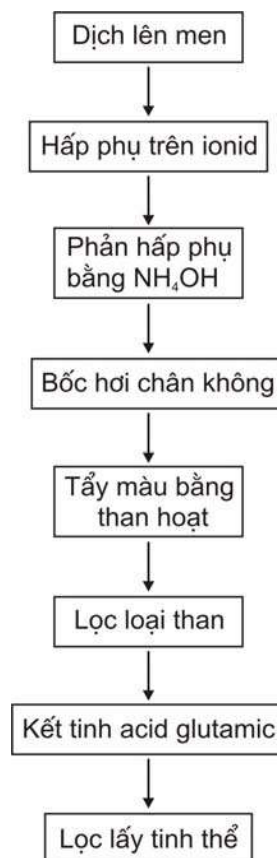 Dịch lên men
Hấp phụ trên ionid
Phản hấp phụ
bằng NH₄OH
Bốc hơi chân không
Tẩy màu bằng
than hoạt
Lọc loại than
Kết tinh acid glutamic
Lọc lấy tinh thể